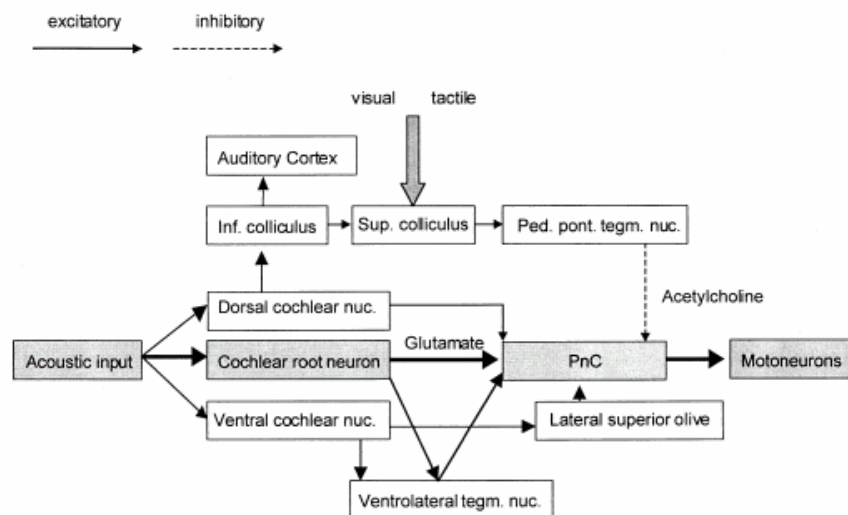 excitatory inhibitory
visual tactile
Auditory Cortex
Inf. colliculus Sup. colliculus Ped. pont. tegm. nuc.
Acetylcholine
Dorsal cochlear nuc.
Glutamate
Acoustic input Cochlear root neuron PnC Motoneurons
Ventral cochlear nuc. Lateral superior olive
Ventrolateral tegm. nuc.